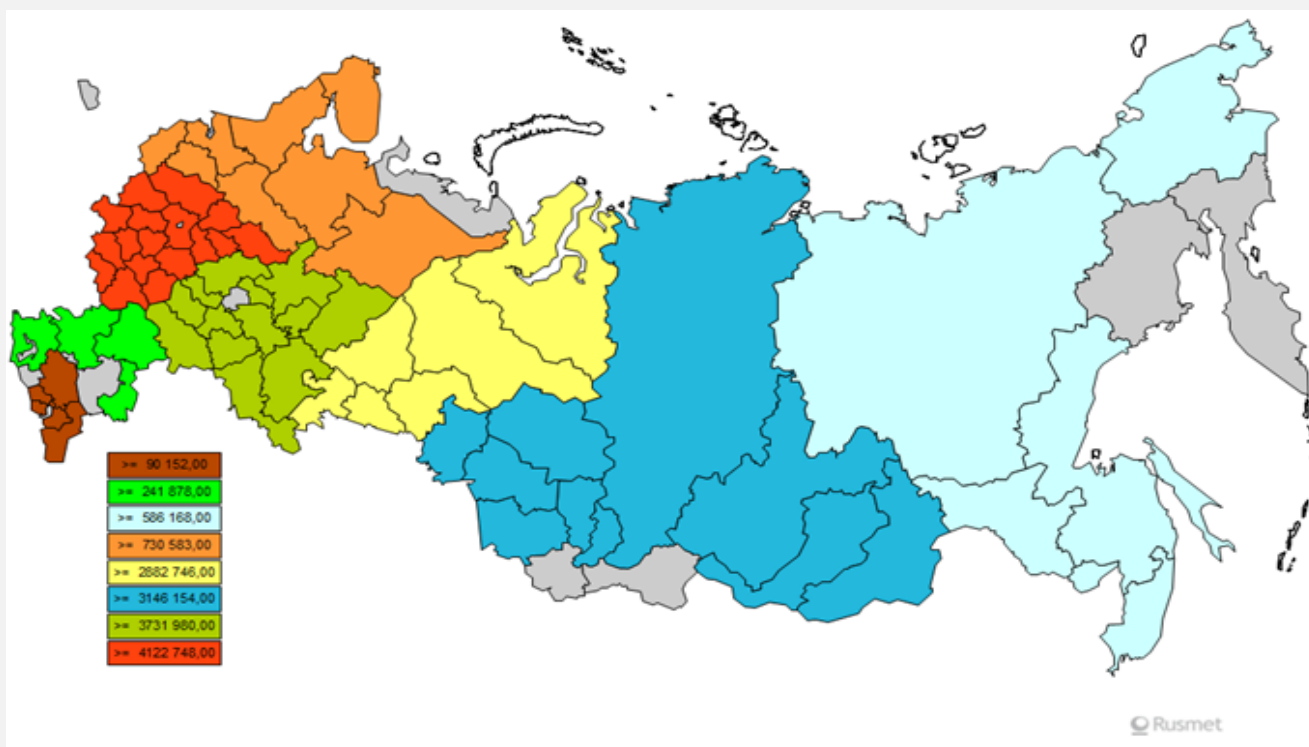 >= 90 152,00
>= 241 878,00
>= 586 168,00
>= 730 583,00
>= 2882 746,00
>= 3146 154,00
>= 3731 980,00
>= 4122 748,00
Rusmet